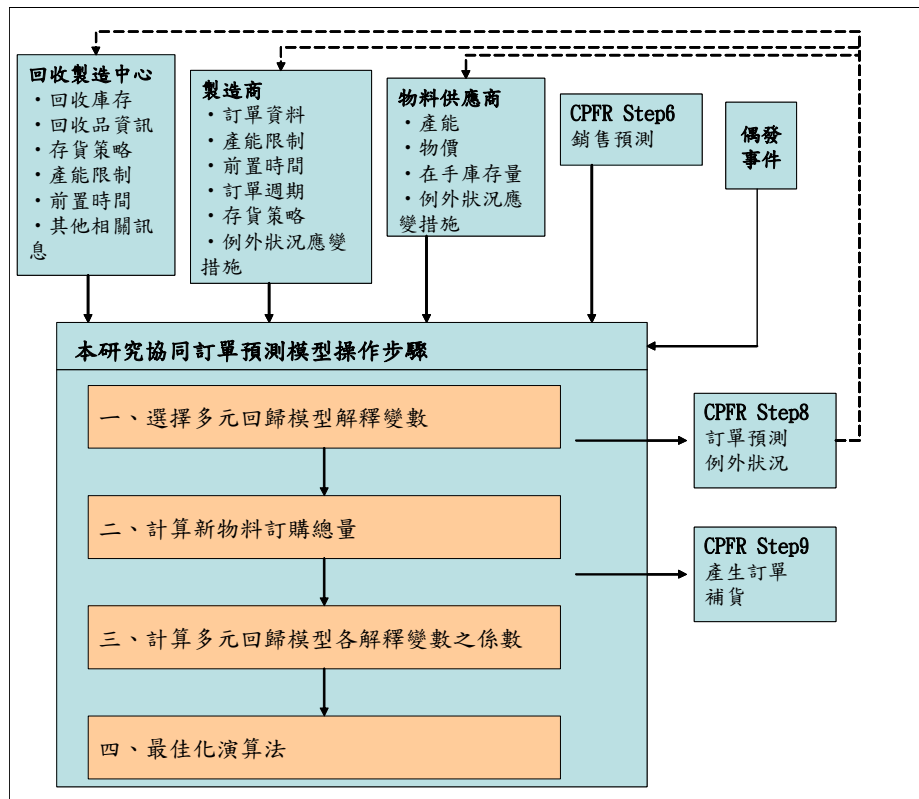 回收製造中心
・回收庫存
・回收品資訊
・存貨策略
・產能限制
・前置時間
・其他相關訊
息
製造商
・訂單資料
・產能限制
・前置時間
・訂單週期
・存貨策略
・例外狀況應變
措施
物料供應商
・產能
・物價
・在手庫存量
・例外狀況應
變措施
CPFR Step6
銷售預測
偶發
事件
本研究協同訂單預測模型操作步驟
一、選擇多元回歸模型解釋變數
二、計算新物料訂購總量
三、計算多元回歸模型各解釋變數之係數
四、最佳化演算法
CPFR Step8
訂單預測
例外狀況
CPFR Step9
產生訂單
補貨